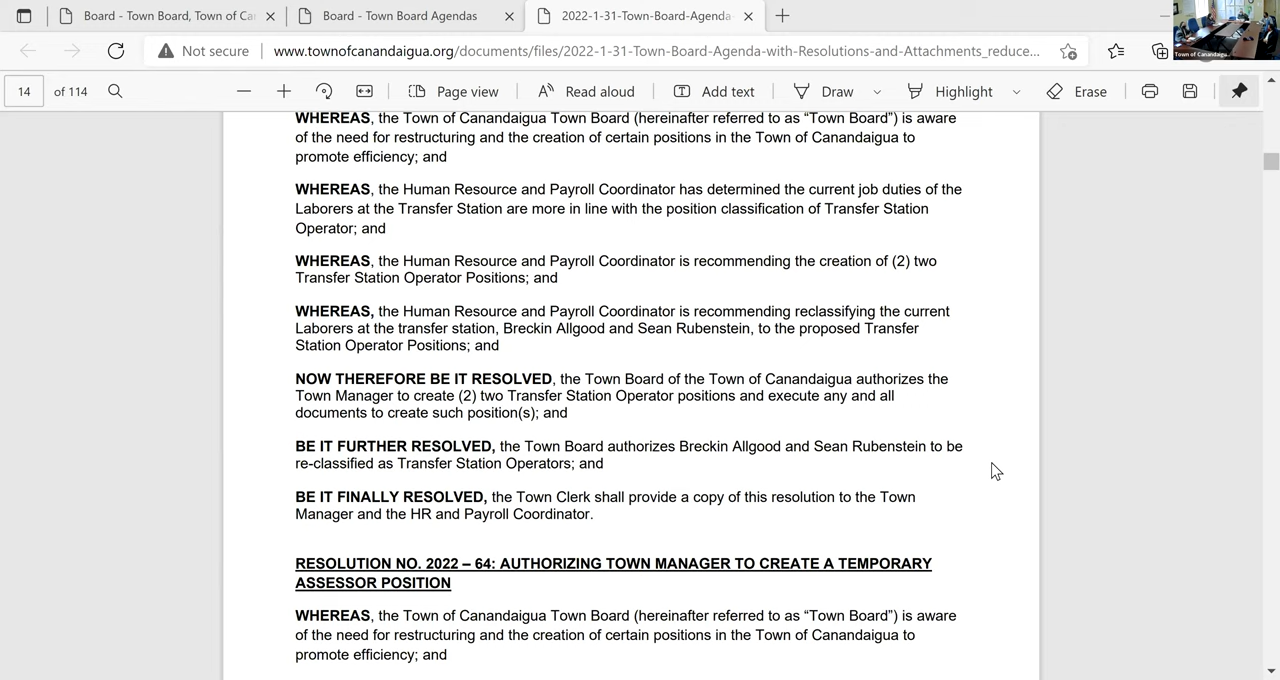 Board - Town Board, Town of Ca
Board - Town Board Agendas
2022-1-31-Town-Board-Agenda-
Not secure
www.townofcanandaigua.org/documents/files/2022-1-31-Town-Board-Agenda-with-Resolutions-and-Attachments_reduce...
14 of 114
Page view
Read aloud
Add text
Draw
Highlight
Erase
Town of Canandaigu...
WHEREAS, the Town of Canandaigua Town Board (hereinafter referred to as “Town Board”) is aware
of the need for restructuring and the creation of certain positions in the Town of Canandaigua to
promote efficiency; and
WHEREAS, the Human Resource and Payroll Coordinator has determined the current job duties of the
Laborers at the Transfer Station are more in line with the position classification of Transfer Station
Operator; and
WHEREAS, the Human Resource and Payroll Coordinator is recommending the creation of (2) two
Transfer Station Operator Positions; and
WHEREAS, the Human Resource and Payroll Coordinator is recommending reclassifying the current
Laborers at the transfer station, Breckin Allgood and Sean Rubenstein, to the proposed Transfer
Station Operator Positions; and
NOW THEREFORE BE IT RESOLVED, the Town Board of the Town of Canandaigua authorizes the
Town Manager to create (2) two Transfer Station Operator positions and execute any and all
documents to create such position(s); and
BE IT FURTHER RESOLVED, the Town Board authorizes Breckin Allgood and Sean Rubenstein to be
re-classified as Transfer Station Operators; and
BE IT FINALLY RESOLVED, the Town Clerk shall provide a copy of this resolution to the Town
Manager and the HR and Payroll Coordinator.
RESOLUTION NO. 2022 – 64: AUTHORIZING TOWN MANAGER TO CREATE A TEMPORARY
ASSESSOR POSITION
WHEREAS, the Town of Canandaigua Town Board (hereinafter referred to as “Town Board”) is aware
of the need for restructuring and the creation of certain positions in the Town of Canandaigua to
promote efficiency; and